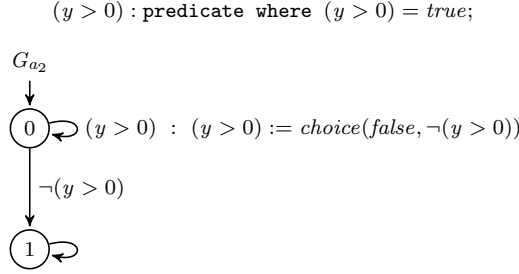 (y > 0) : predicate where (y > 0) = true;
G_{a_2}
0 (y > 0) : (y > 0) := choice(false, ¬(y > 0))
¬(y > 0)
1